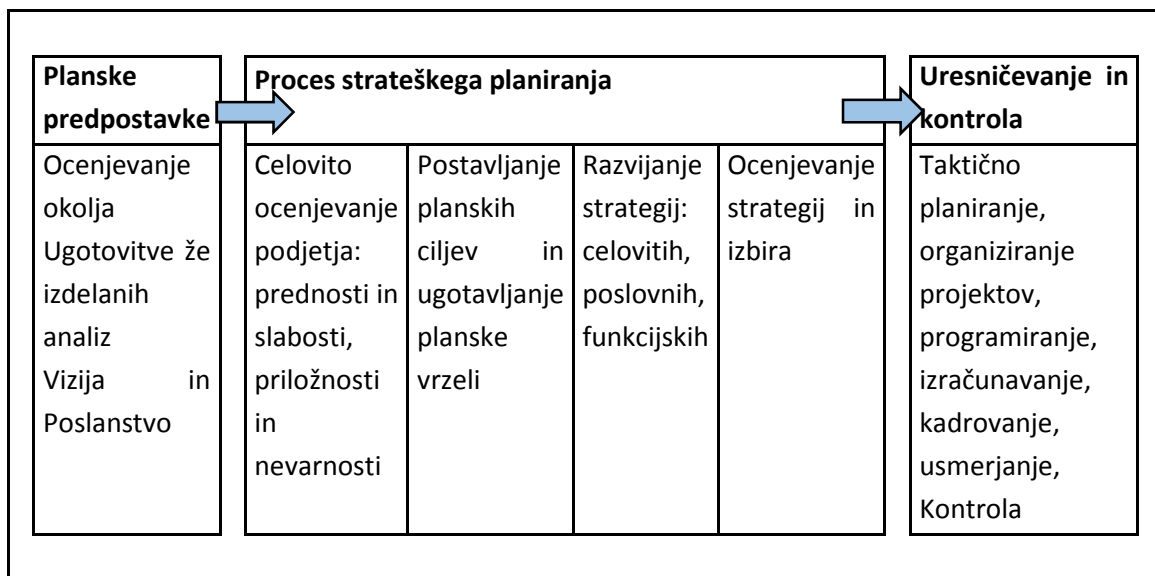 Planske
predpostavke
Ocenjevanje
okolja
Ugotovitve že
izdelanih
analiz
Vizija in
Poslanstvo
Proces strateškega planiranja
Celovito
ocenjevanje
podjetja:
prednosti in
slabosti,
priložnosti
in
nevarnosti
Postavljanje
planskih
ciljev in
ugotavljanje
planske
vrzeli
Razvijanje
strategij:
celovitih,
poslovnih,
funkcijskih
Ocenjevanje
strategij in
izbira
Uresničevanje in
kontrola
Taktično
planiranje,
organiziranje
projektov,
programiranje,
izračunavanje,
kadrovanje,
usmerjanje,
Kontrola